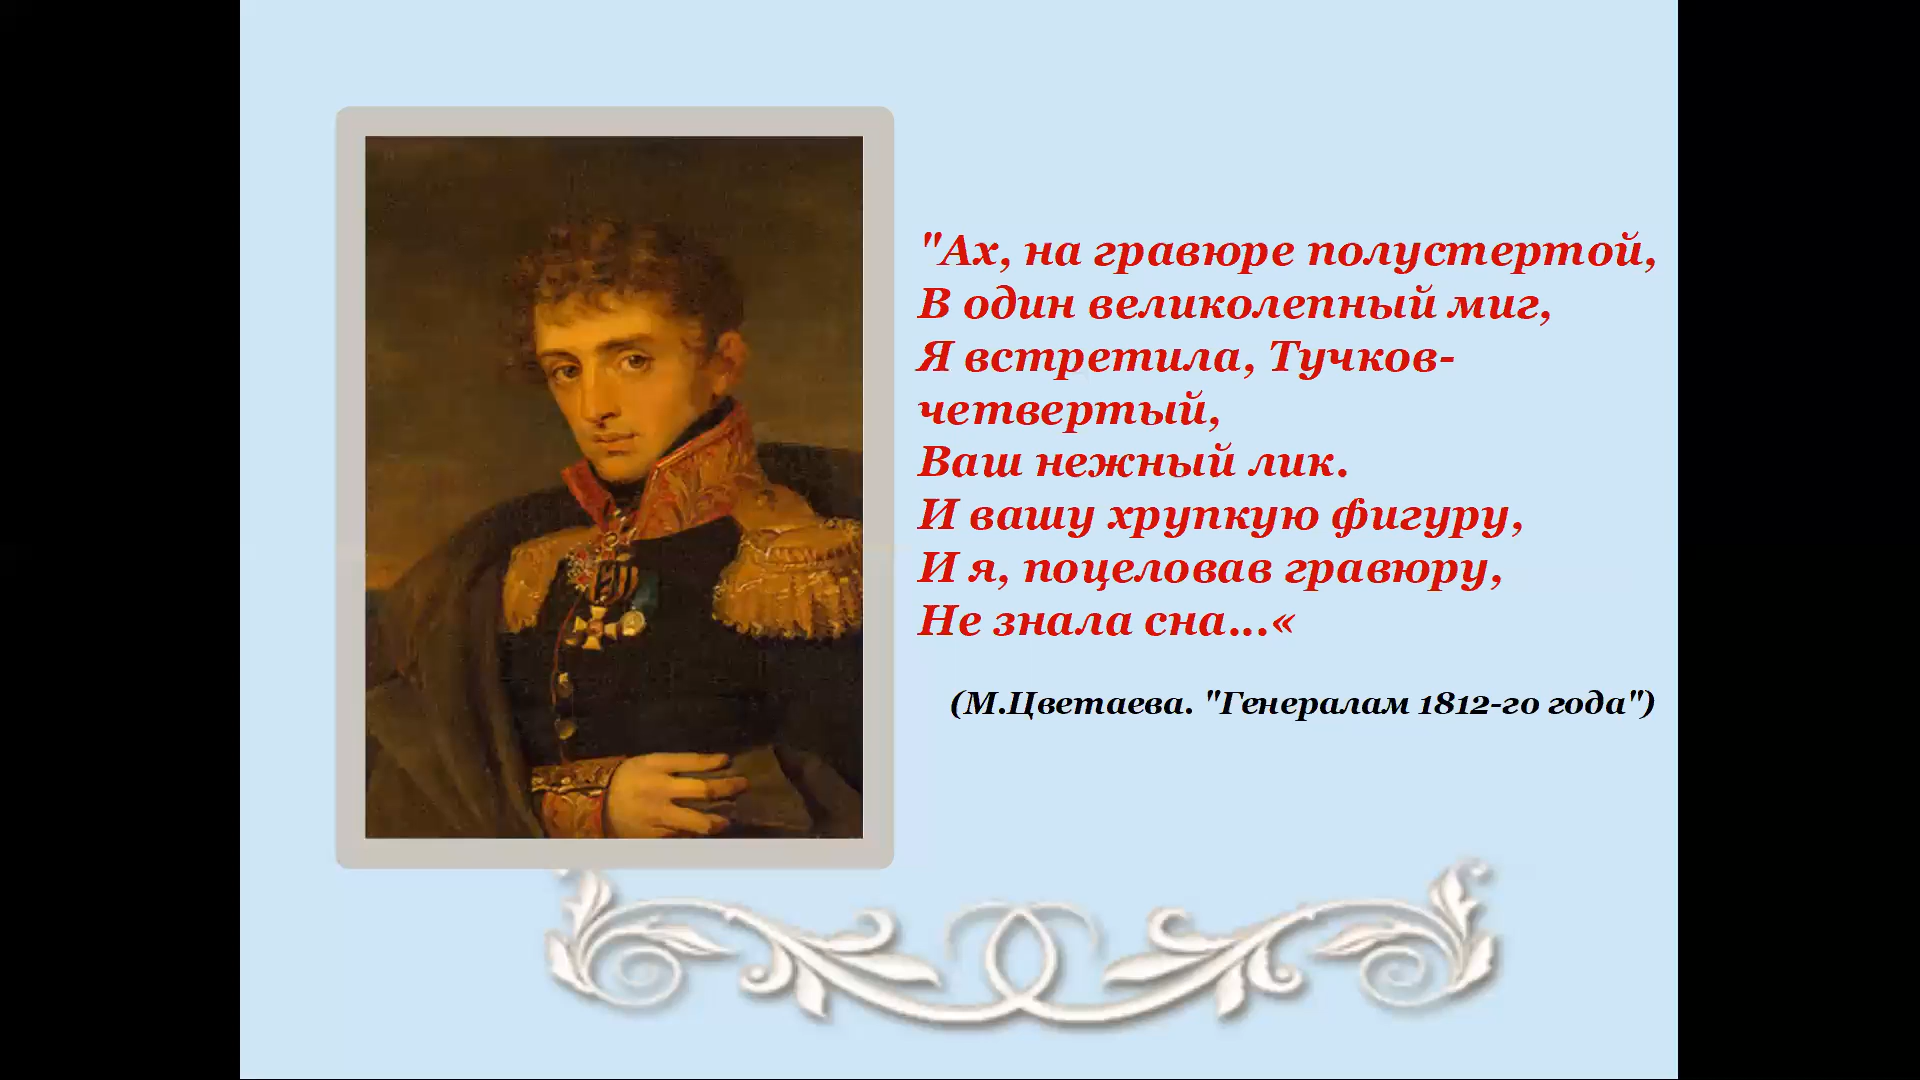 "Ах, на гравюре полустертой,
В один великолепный миг,
Я встретила, Тучков-
четвертый,
Ваш нежный лик.
И вашу хрупкую фигуру,
И я, поцеловав гравюру,
Не знала сна...«
(М.Цветаева. "Генералам 1812-го года")